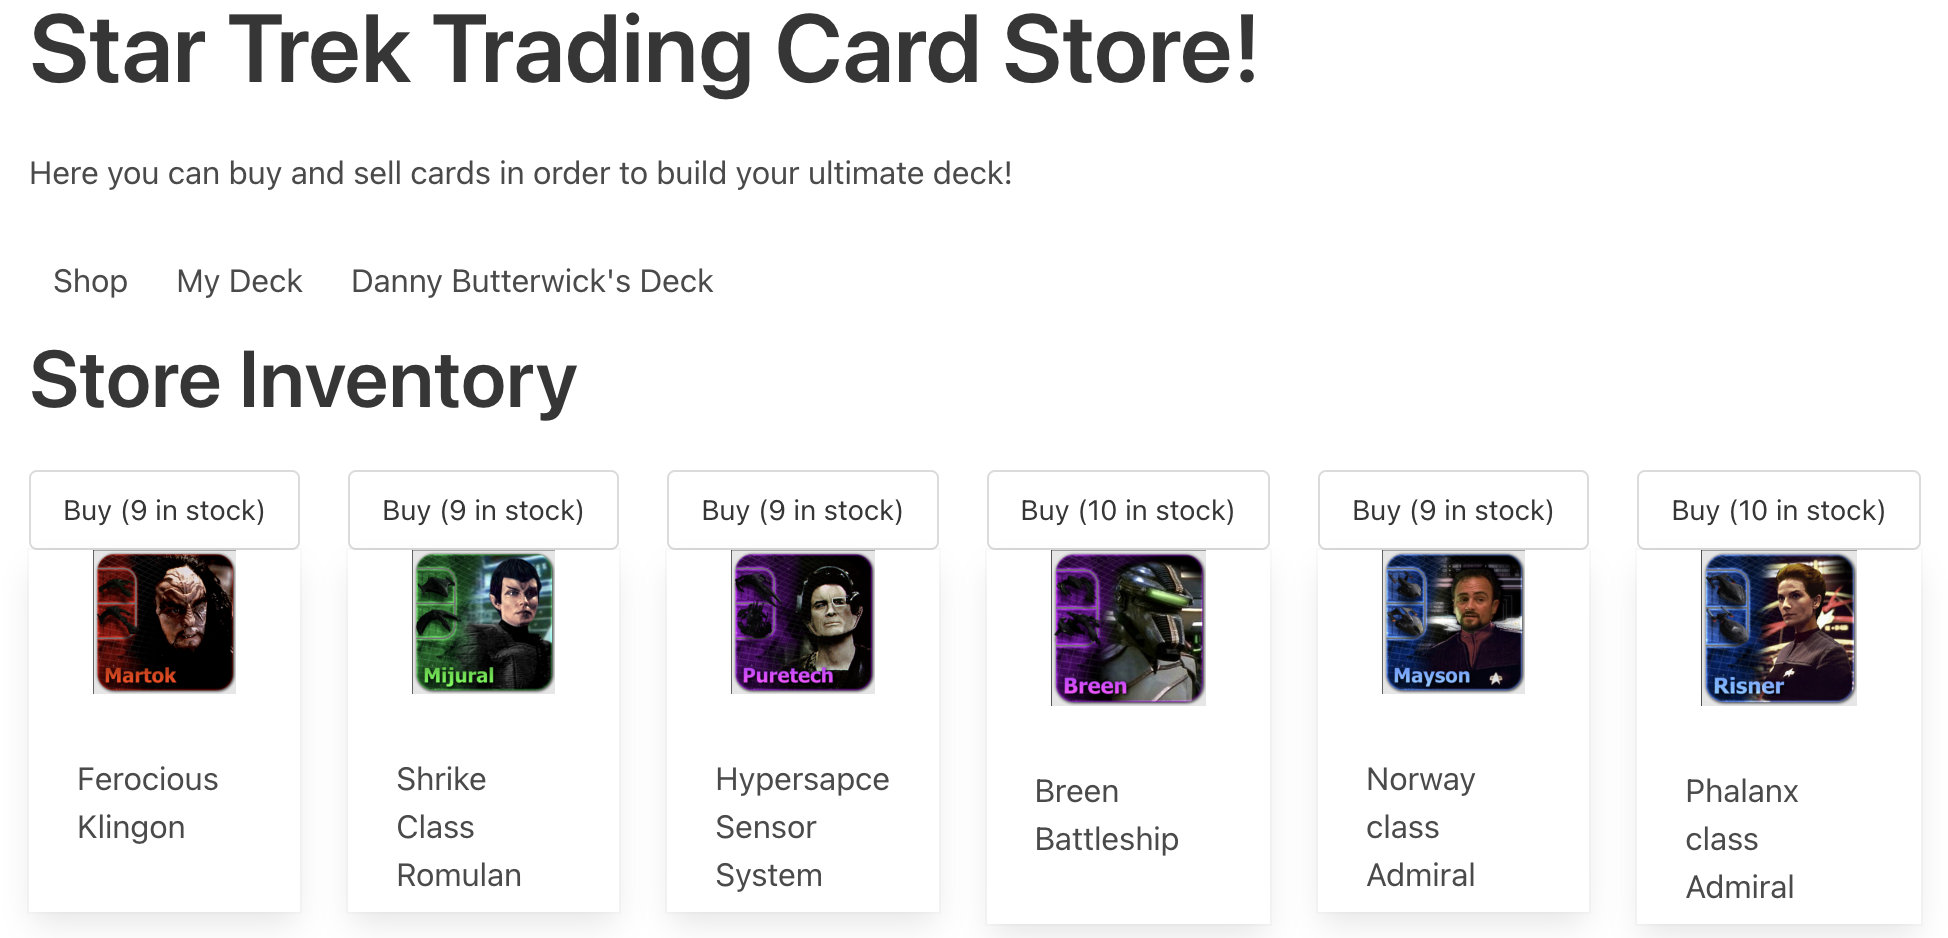 Star Trek Trading Card Store!
Here you can buy and sell cards in order to build your ultimate deck!
Shop My Deck Danny Butterwick's Deck
Store Inventory
Buy (9 in stock) Buy (9 in stock) Buy (9 in stock) Buy (10 in stock) Buy (9 in stock) Buy (10 in stock)
Martok Mijural Puretech Breen Mayson Risner
Ferocious
Klingon
Shrike
Class
Romulan
Hypersapce
Sensor
System
Breen
Battleship
Norway
class
Admiral
Phalanx
class
Admiral